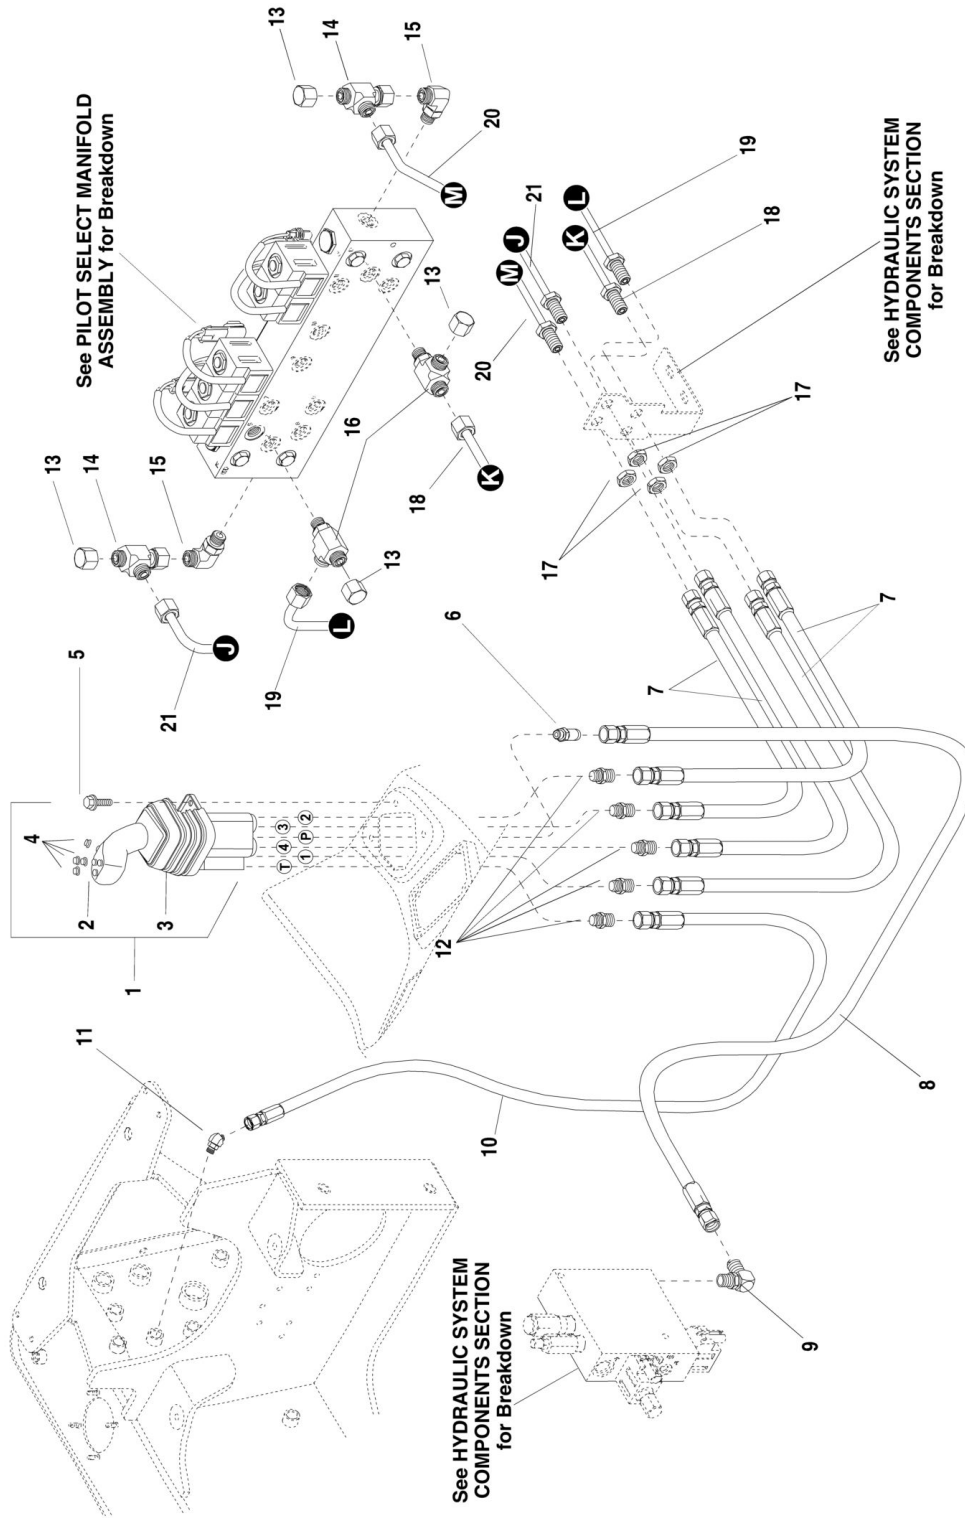 4
13
5
11
2
14
See PILOT SELECT MANIFOLD
ASSEMBLY for Breakdown
1
3
15
21
J
13
19
T
4
3
1
P
2
14
L
16
13
15
18
13
12
6
M
See HYDRAULIC SYSTEM
COMPONENTS SECTION
for Breakdown
10
K
20
20
M
J
21
17
K
L
7
19
18
17
9
7
See HYDRAULIC SYSTEM
COMPONENTS SECTION
for Breakdown
8